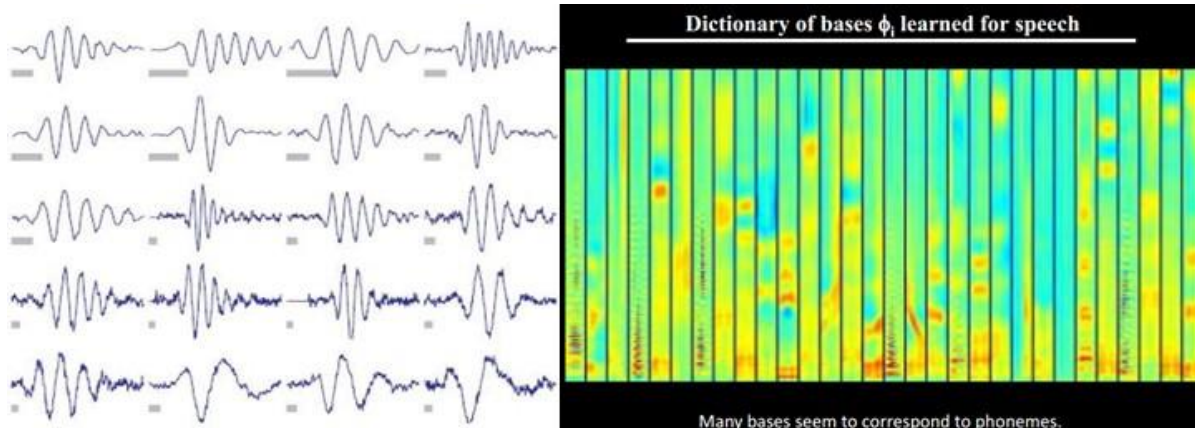 Dictionary of bases ϕᵢ learned for speech
Many bases seem to correspond to phonemes.